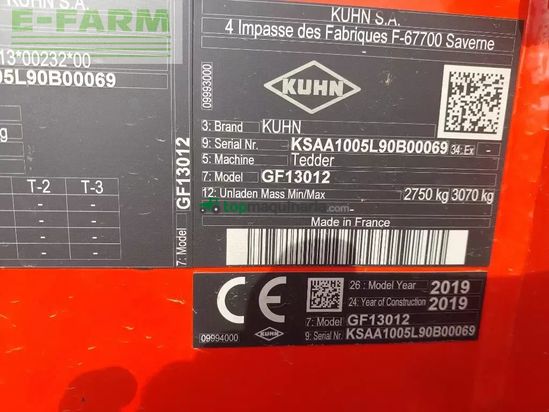 E-FARM
KUHN S.A.
13*00232*00
05L90B00069
g
T-2 T-3
-T -T
7: Model GF13012
KUHN S.A.
4 Impasse des Fabriques F-67700 Saverne
09993000
KUHN
3: Brand KUHN
9: Serial Nr. KSAA1005L90B00069 34: Ex -
5: Machine Tedder
7: Model GF13012
12: Unladen Mass Min/Max 2750 kg 3070 kg
topmaquinaria.com
Made in France
CE
09994000
KUHN
26 : Model Year 2019
24: Year of Construction 2019
7: Model GF13012
9: Serial Nr. KSAA1005L90B00069